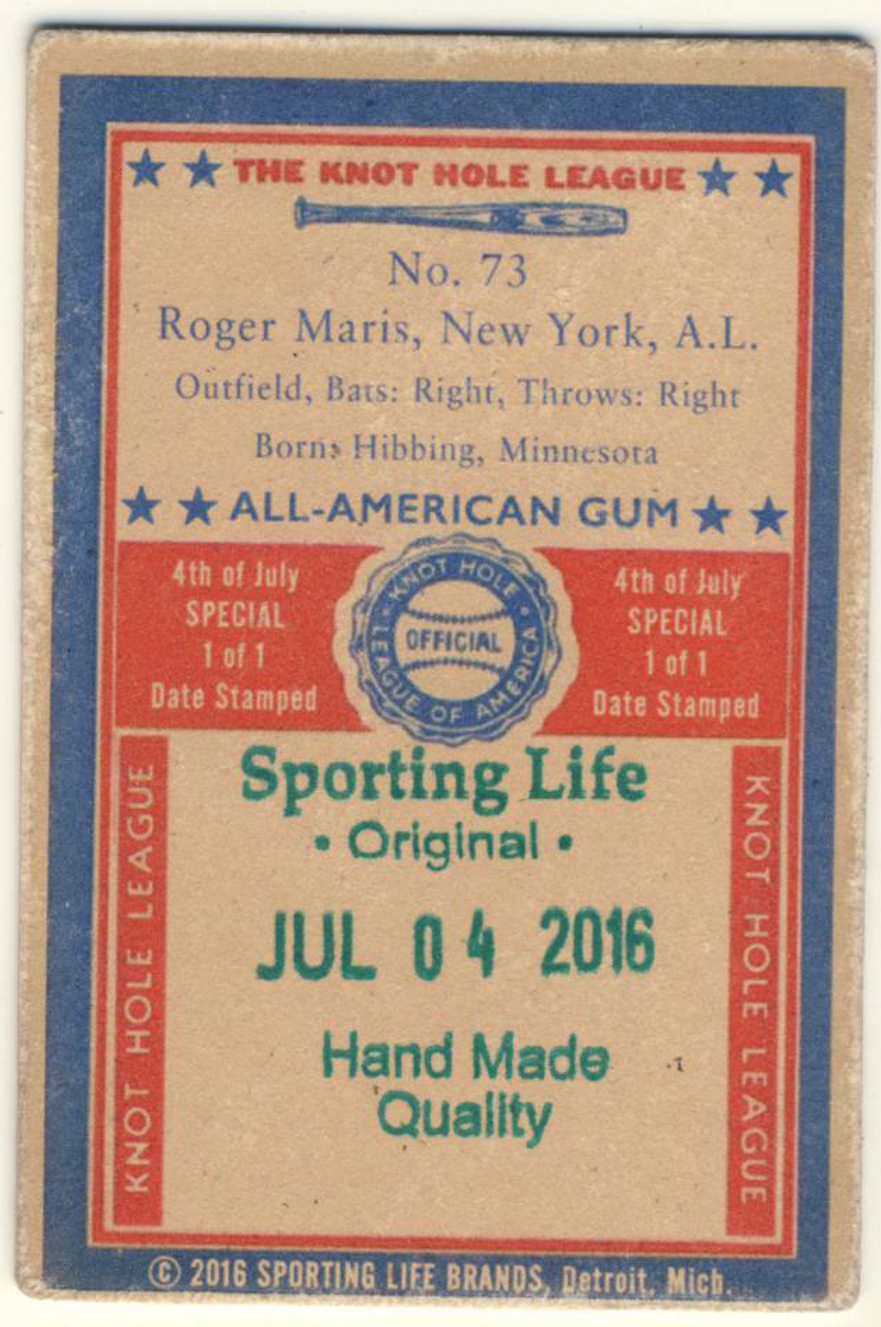 THE KNOT HOLE LEAGUE
No. 73
Roger Maris, New York, A.L.
Outfield, Bats: Right, Throws: Right
Born: Hibbing, Minnesota
ALL-AMERICAN GUM
4th of July
SPECIAL
1 of 1
Date Stamped
KNOT HOLE
LEAGUE OF AMERICA
OFFICIAL
4th of July
SPECIAL
1 of 1
Date Stamped
KNOT HOLE LEAGUE
Sporting Life
• Original •
JUL 04 2016
Hand Made
Quality
KNOT HOLE LEAGUE
© 2016 SPORTING LIFE BRANDS, Detroit, Mich.